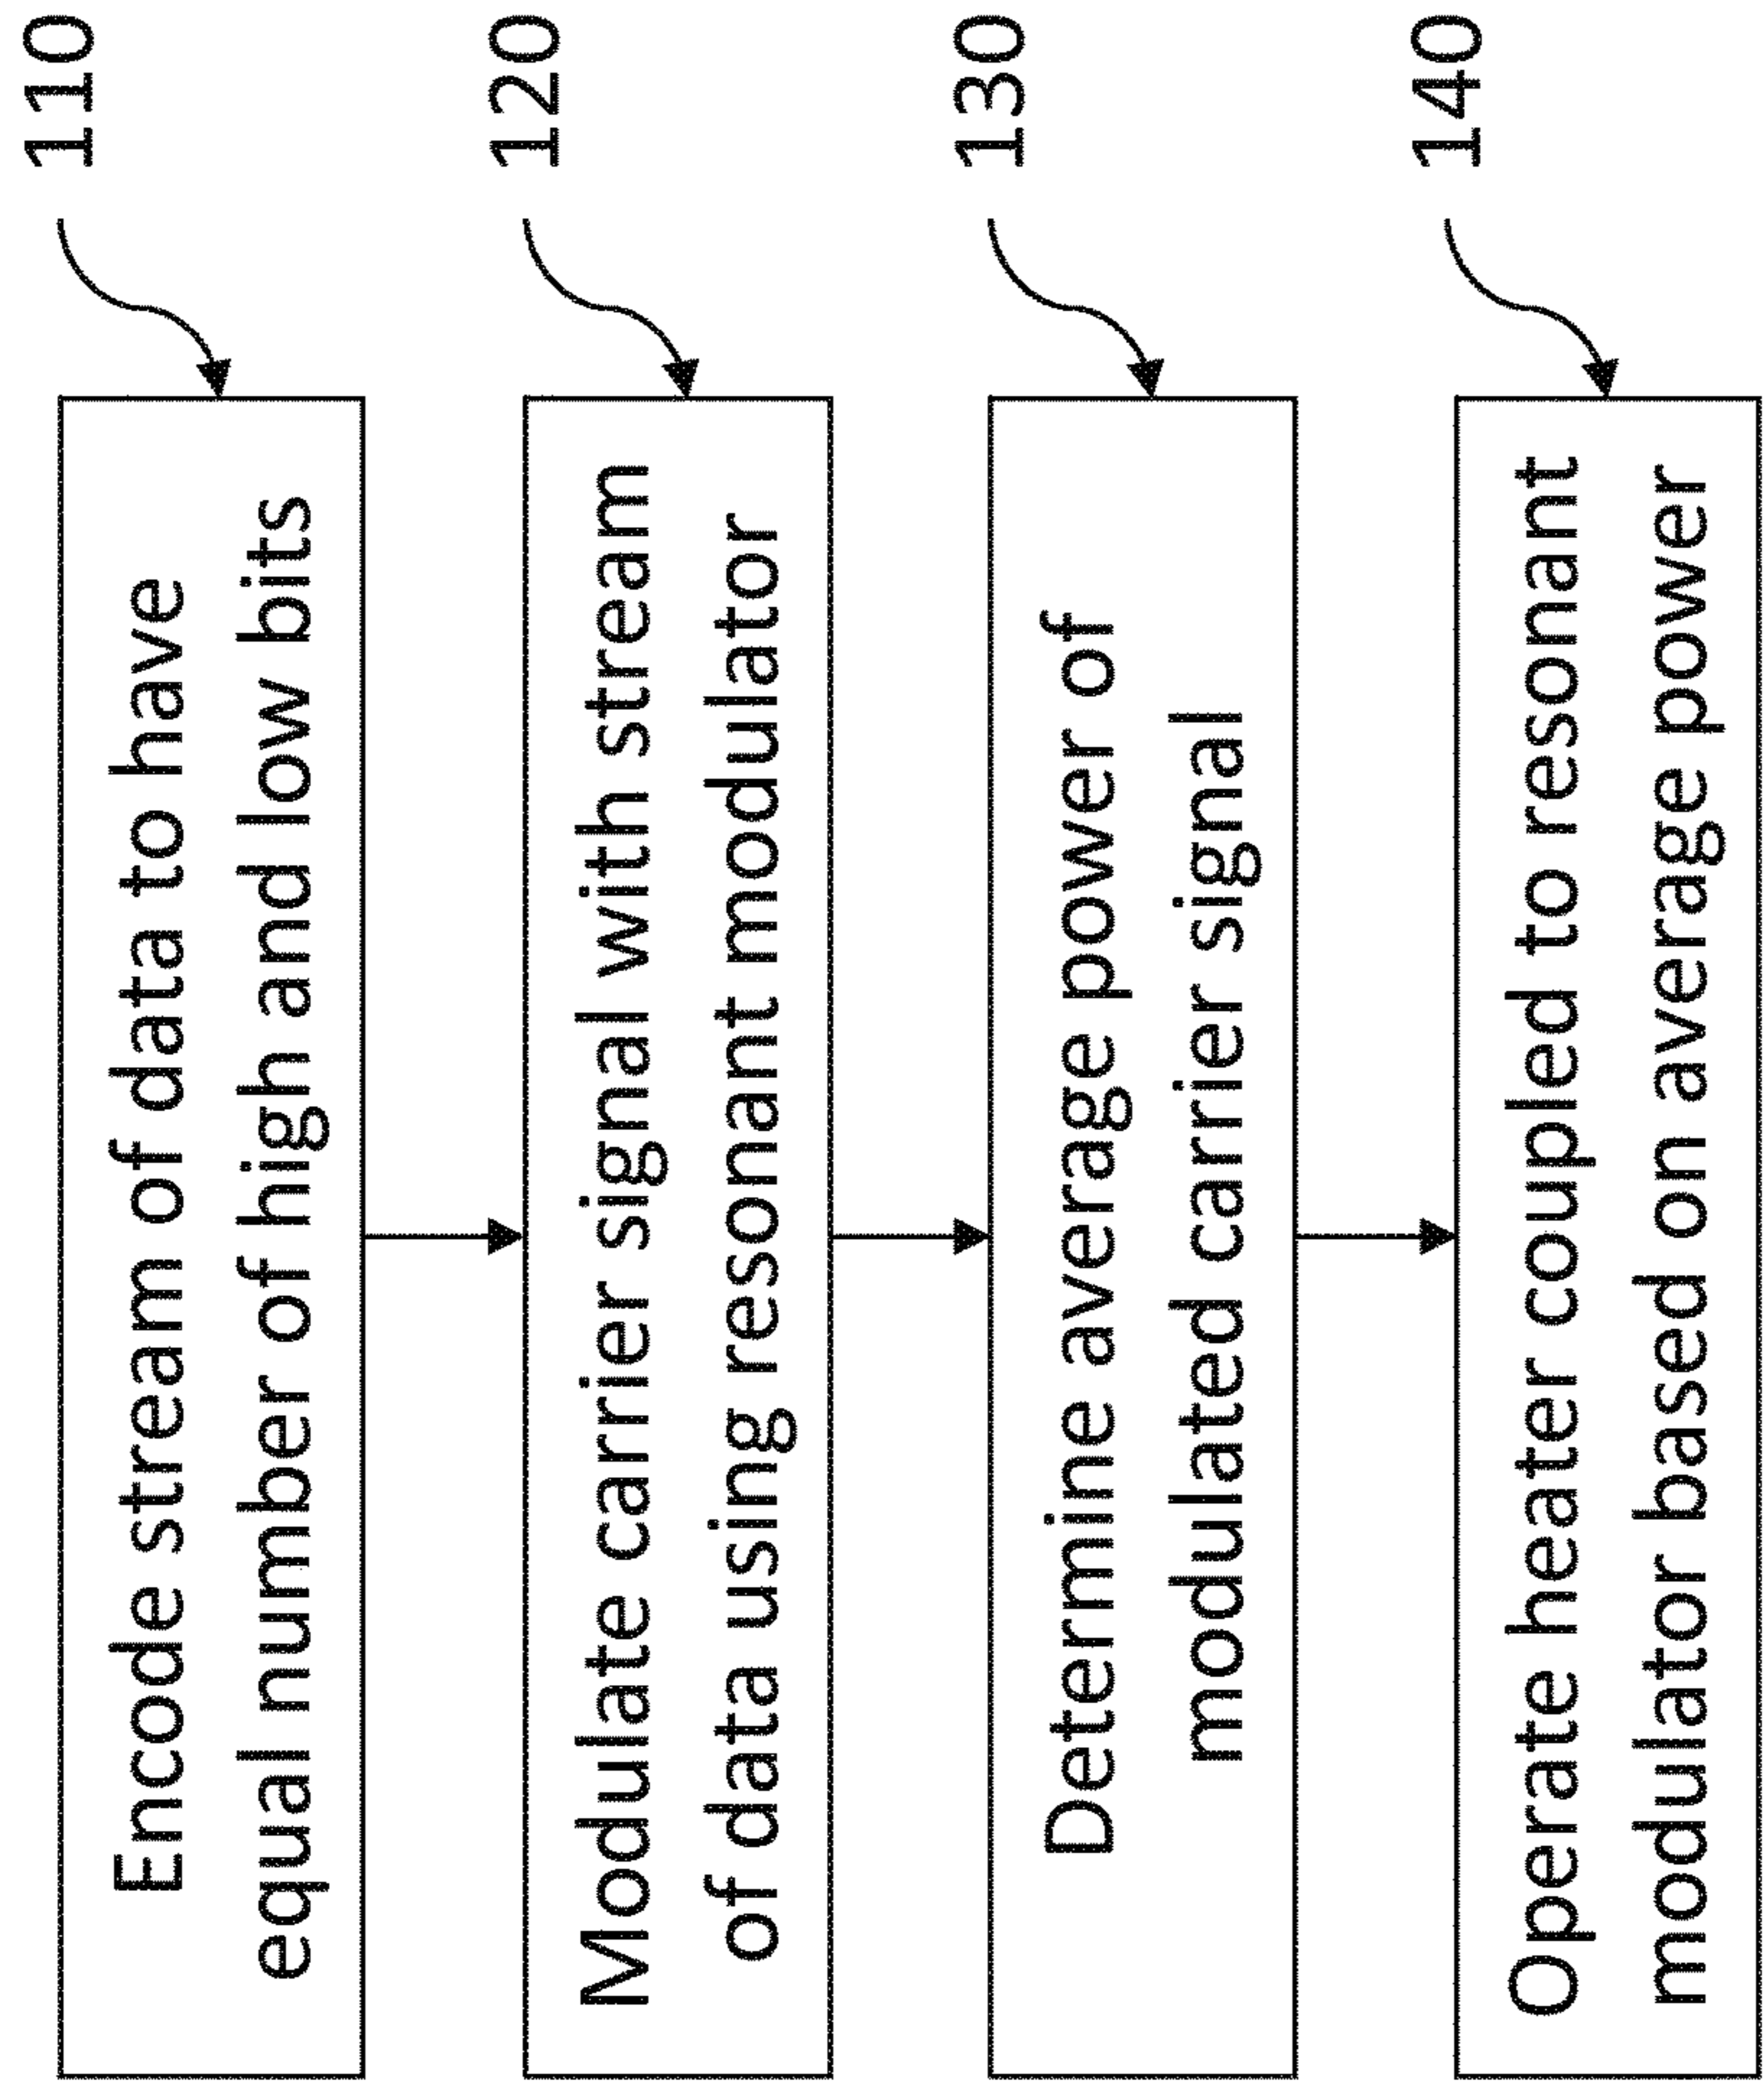 Encode stream of data to have
equal number of high and low bits
110
Modulate carrier signal with stream
of data using resonant modulator
120
Determine average power of
modulated carrier signal
130
Operate heater coupled to resonant
modulator based on average power
140